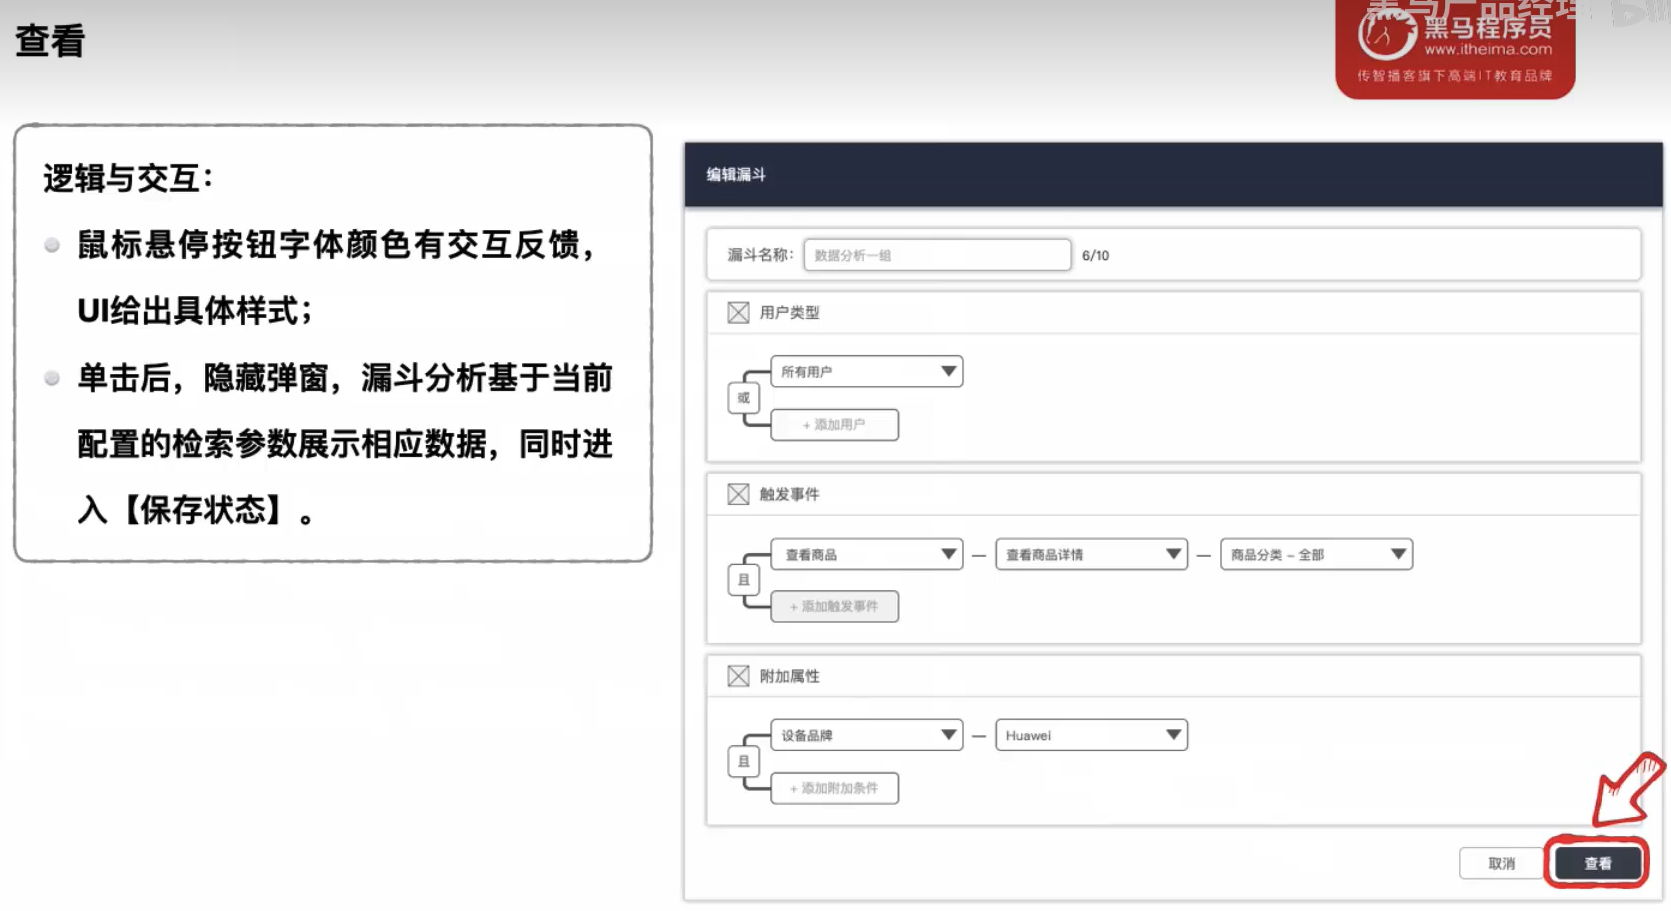 查看
黑马产品经理
黑马程序员
www.itheima.com
传智播客旗下高端IT教育品牌
逻辑与交互：
鼠标悬停按钮字体颜色有交互反馈，
UI给出具体样式；
单击后，隐藏弹窗，漏斗分析基于当前
配置的检索参数展示相应数据，同时进
入【保存状态】。
编辑漏斗
漏斗名称： 数据分析一组 6/10
用户类型
所有用户
或
+ 添加用户
触发事件
查看商品 — 查看商品详情 — 商品分类 – 全部
且
+ 添加触发事件
附加属性
设备品牌 — Huawei
且
+ 添加附加条件
取消 查看